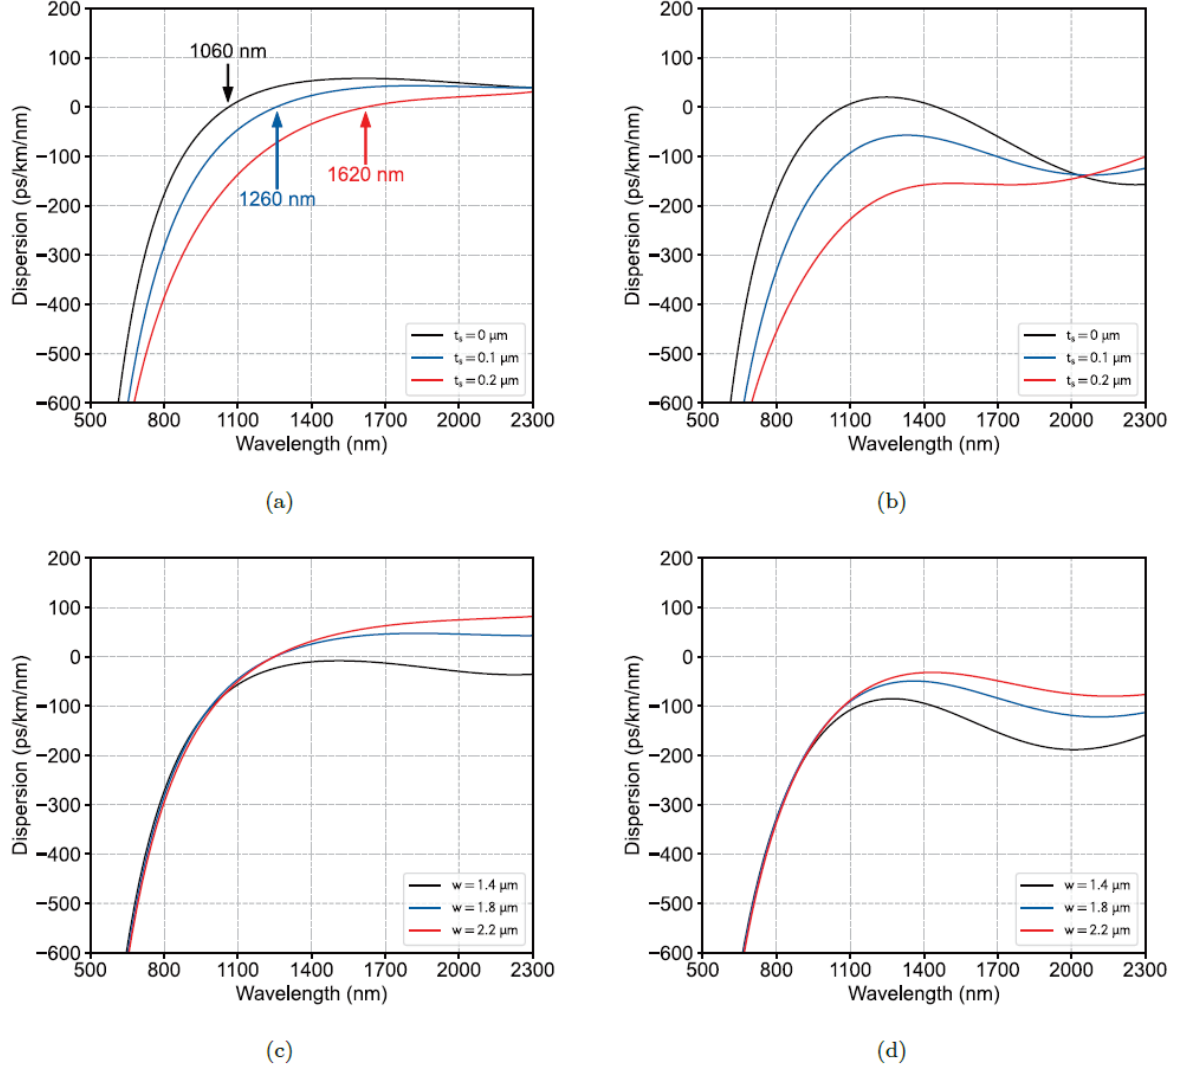 200
100
0
−100
−200
−300
−400
−500
−600
Dispersion (ps/km/nm)
1060 nm
1260 nm
1620 nm
tₛ = 0 μm
tₛ = 0.1 μm
tₛ = 0.2 μm
500 800 1100 1400 1700 2000 2300
Wavelength (nm)
(a)
200
100
0
−100
−200
−300
−400
−500
−600
Dispersion (ps/km/nm)
tₛ = 0 μm
tₛ = 0.1 μm
tₛ = 0.2 μm
500 800 1100 1400 1700 2000 2300
Wavelength (nm)
(b)
200
100
0
−100
−200
−300
−400
−500
−600
Dispersion (ps/km/nm)
w = 1.4 μm
w = 1.8 μm
w = 2.2 μm
500 800 1100 1400 1700 2000 2300
Wavelength (nm)
(c)
200
100
0
−100
−200
−300
−400
−500
−600
Dispersion (ps/km/nm)
w = 1.4 μm
w = 1.8 μm
w = 2.2 μm
500 800 1100 1400 1700 2000 2300
Wavelength (nm)
(d)